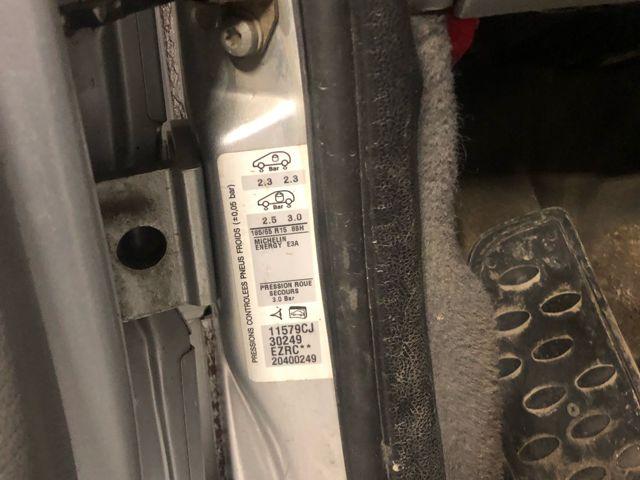 PRESSIONS CONTROLEES PNEUS FROIDS (±0,05 bar)
Bar
2.3 2.3
Bar
2.5 3.0
185/65 R15 88H
MICHELIN
ENERGY E3A
PRESSION ROUE
SECOURS
3.0 Bar
11579CJ
30249
EZRC**
20400249